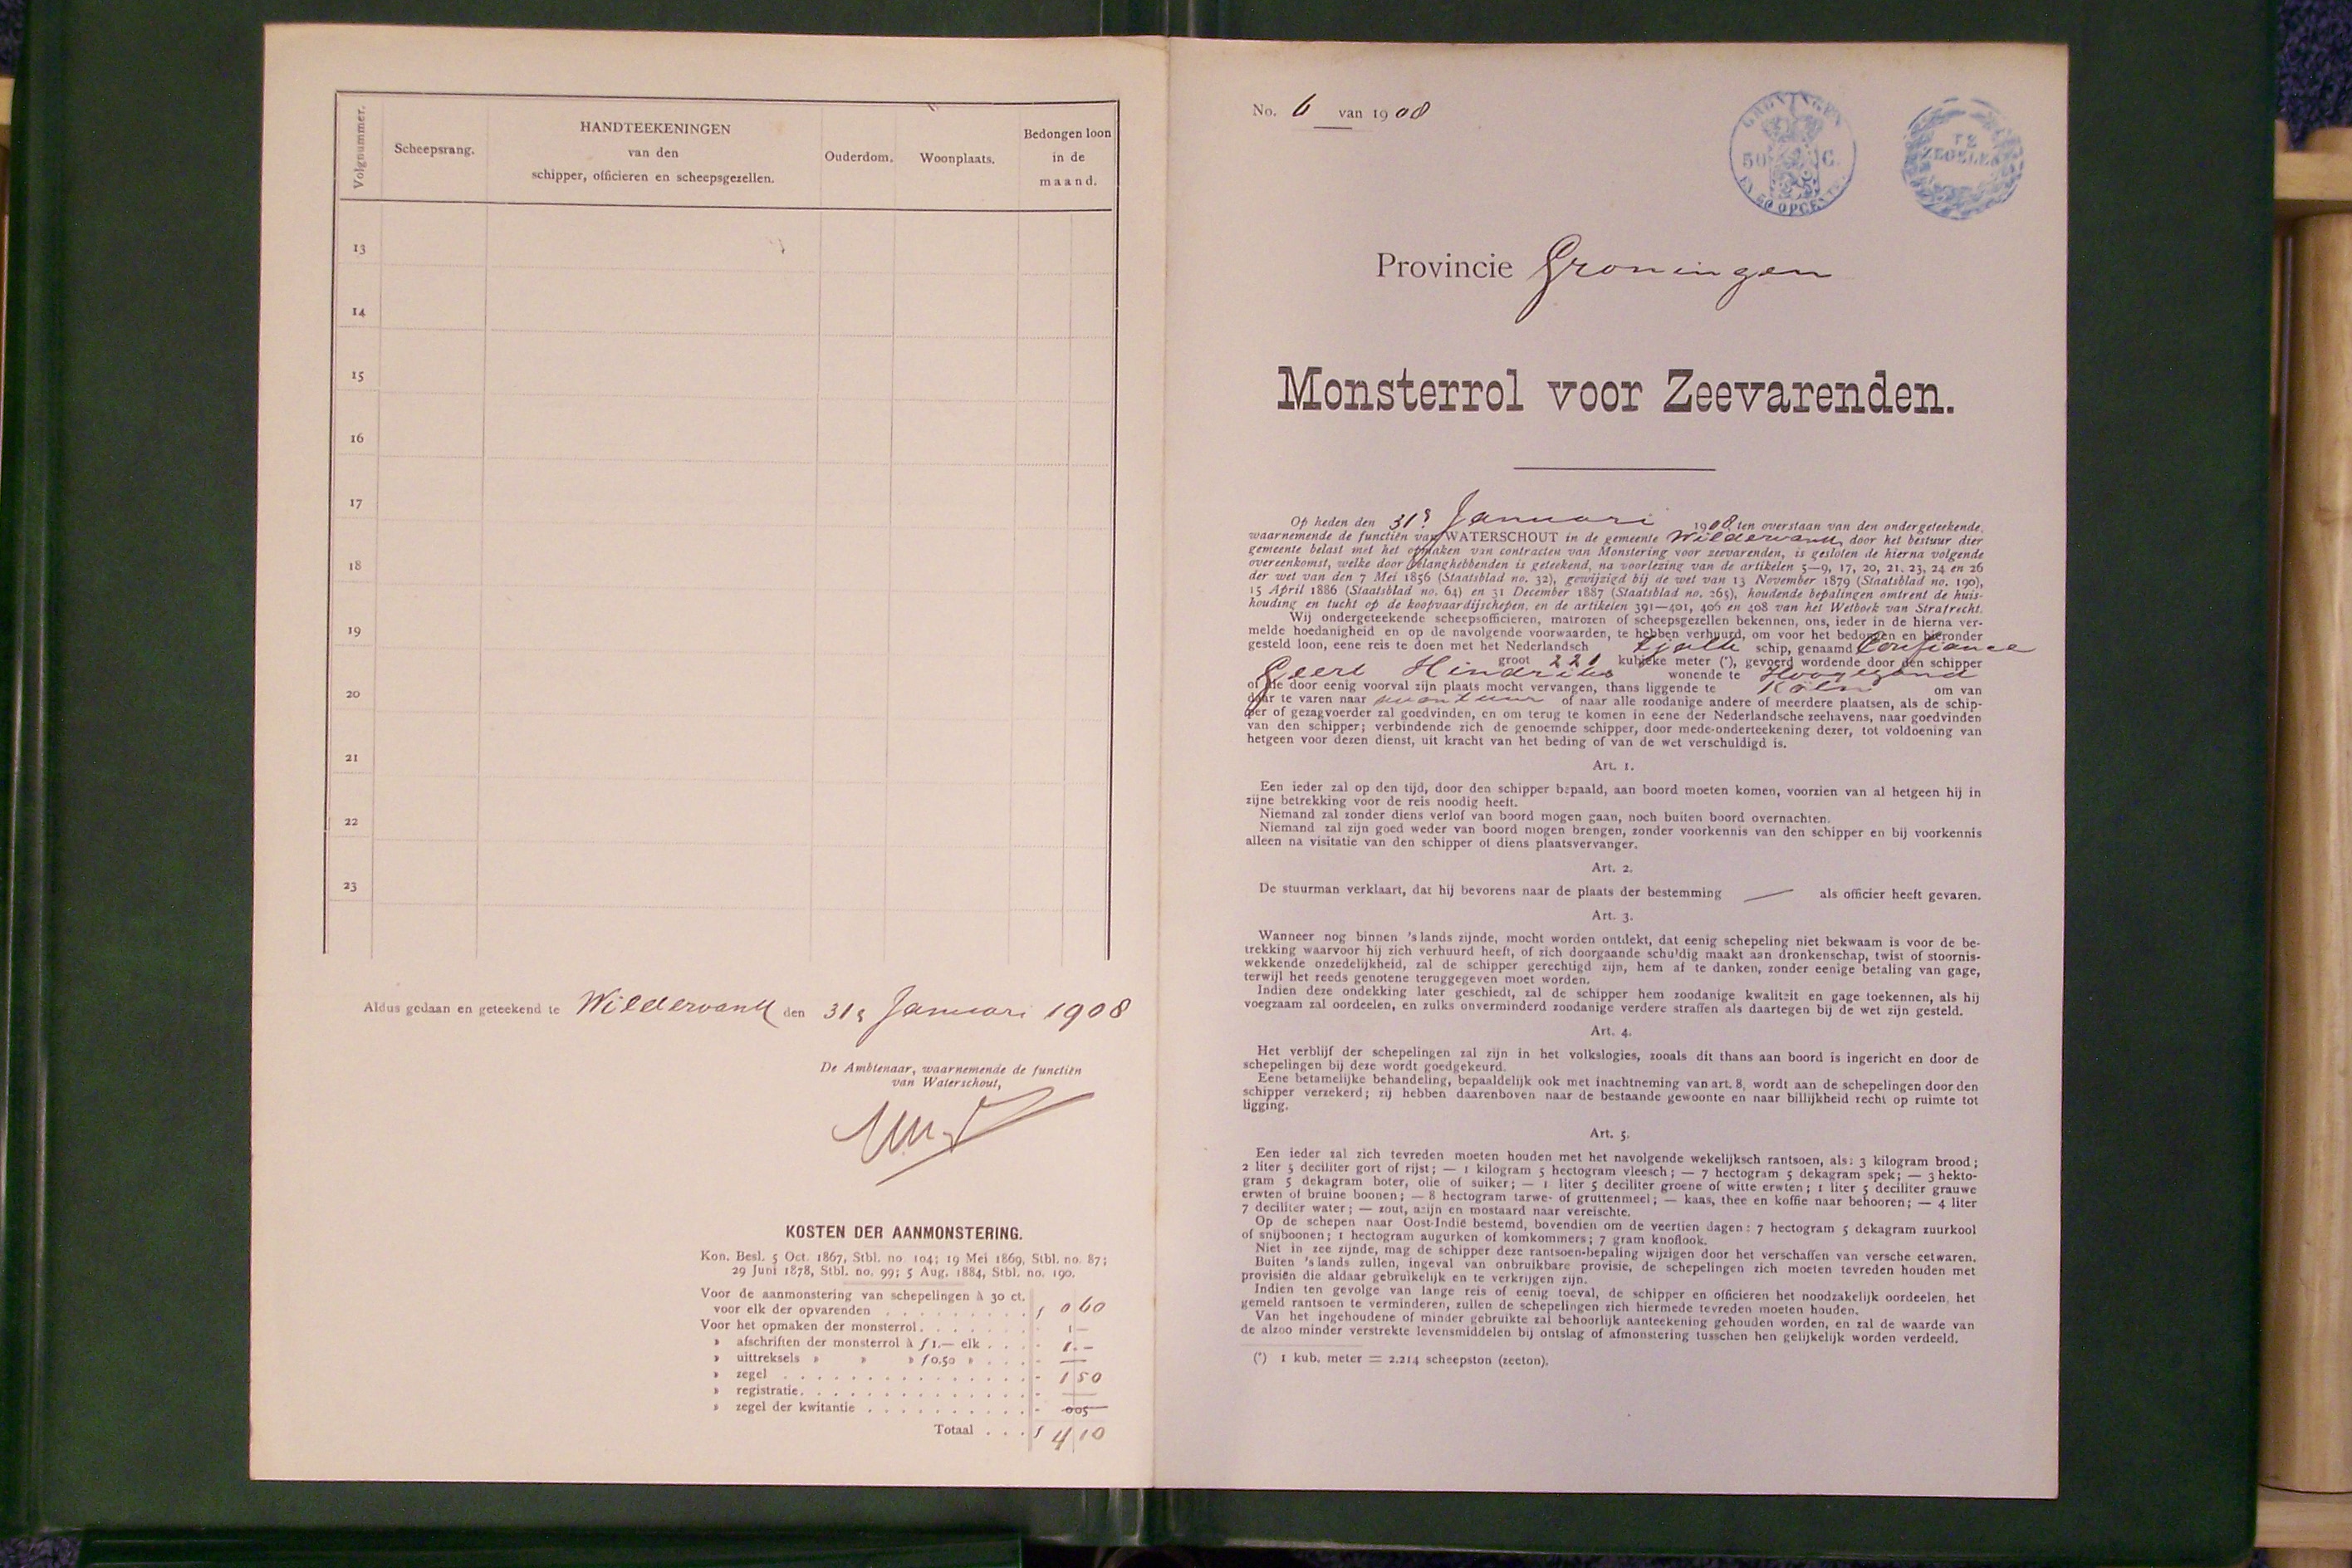 Volgnummer.
Scheepsrang.
HANDTEEKENINGEN
van den
schipper, officieren en scheepsgezellen.
Ouderdom.
Woonplaats.
Bedongen loon
in de
maand.
13
14
15
16
17
18
19
20
21
22
23
Aldus gedaan en geteekend te Wildervank den 31s Januari 1908
De Ambtenaar, waarnemende de functiën
van Waterschout,
KOSTEN DER AANMONSTERING.
Kon. Besl. 5 Oct. 1867, Stbl. no. 104; 19 Mei 1869, Stbl. no. 87;
29 Juni 1878, Stbl. no. 99; 5 Aug. 1884, Stbl. no. 190.
Voor de aanmonstering van schepelingen à 30 ct.
voor elk der opvarenden . . . . . . . . . f 0 60
Voor het opmaken der monsterrol. . . . . . . - 1 —
» afschriften der monsterrol à f 1.— elk . . . - 1. -
» uittreksels » » » f 0.50 » . . . . - —
» zegel . . . . . . . . . . . . . . . - 1 50
» registratie. . . . . . . . . . . . . . - —
» zegel der kwitantie . . . . . . . . . . - 005
Totaal . . . f 4 10
No. 6 van 1908
GRONINGEN
50 C.
EN 50 OPCENTN.
TE
ZEGELEN
Provincie Groningen
Monsterrol voor Zeevarenden.
Op heden den 31s Januari 1908 ten overstaan van den ondergeteekende,
waarnemende de functiën van WATERSCHOUT in de gemeente Wildervank, door het bestuur dier
gemeente belast met het opmaken van contracten van Monstering voor zeevarenden, is gesloten de hierna volgende
overeenkomst, welke door belanghebbenden is geteekend, na voorlezing van de artikelen 5—9, 17, 20, 21, 23, 24 en 26
der wet van den 7 Mei 1856 (Staatsblad no. 32), gewijzigd bij de wet van 13 November 1879 (Staatsblad no. 190),
15 April 1886 (Staatsblad no. 64) en 31 December 1887 (Staatsblad no. 265), houdende bepalingen omtrent de huis-
houding en tucht op de koopvaardijschepen, en de artikelen 391—401, 406 en 408 van het Wetboek van Strafrecht.
Wij ondergeteekende scheepsofficieren, matrozen of scheepsgezellen bekennen, ons, ieder in de hierna ver-
melde hoedanigheid en op de navolgende voorwaarden, te hebben verhuurd, om voor het bedongen en hieronder
gesteld loon, eene reis te doen met het Nederlandsch tjalk schip, genaamd Confiance
groot 221 kubieke meter (*), gevoerd wordende door den schipper
Geert Hindriks wonende te Hoogezand
of die door eenig voorval zijn plaats mocht vervangen, thans liggende te Köln om van
daar te varen naar avontuur of naar alle zoodanige andere of meerdere plaatsen, als de schip-
per of gezagvoerder zal goedvinden, en om terug te komen in eene der Nederlandsche zeehavens, naar goedvinden
van den schipper; verbindende zich de genoemde schipper, door mede-onderteekening dezer, tot voldoening van
hetgeen voor dezen dienst, uit kracht van het beding of van de wet verschuldigd is.
Art. 1.
Een ieder zal op den tijd, door den schipper bepaald, aan boord moeten komen, voorzien van al hetgeen hij in
zijne betrekking voor de reis noodig heeft.
Niemand zal zonder diens verlof van boord mogen gaan, noch buiten boord overnachten.
Niemand zal zijn goed weder van boord mogen brengen, zonder voorkennis van den schipper en bij voorkennis
alleen na visitatie van den schipper of diens plaatsvervanger.
Art. 2.
De stuurman verklaart, dat hij bevorens naar de plaats der bestemming — als officier heeft gevaren.
Art. 3.
Wanneer nog binnen 's lands zijnde, mocht worden ontdekt, dat eenig schepeling niet bekwaam is voor de be-
trekking waarvoor hij zich verhuurd heeft, of zich doorgaande schuldig maakt aan dronkenschap, twist of stoornis-
wekkende onzedelijkheid, zal de schipper gerechtigd zijn, hem af te danken, zonder eenige betaling van gage,
terwijl het reeds genotene teruggegeven moet worden.
Indien deze ontdekking later geschiedt, zal de schipper hem zoodanige kwaliteit en gage toekennen, als hij
voegzaam zal oordeelen, en zulks onverminderd zoodanige verdere straffen als daartegen bij de wet zijn gesteld.
Art. 4.
Het verblijf der schepelingen zal zijn in het volkslogies, zooals dit thans aan boord is ingericht en door de
schepelingen bij deze wordt goedgekeurd.
Eene betamelijke behandeling, bepaaldelijk ook met inachtneming van art. 8, wordt aan de schepelingen door den
schipper verzekerd; zij hebben daarenboven naar de bestaande gewoonte en naar billijkheid recht op ruimte tot
ligging.
Art. 5.
Een ieder zal zich tevreden moeten houden met het navolgende wekelijksch rantsoen, als: 3 kilogram brood;
2 liter 5 deciliter gort of rijst; — 1 kilogram 5 hectogram vleesch; — 7 hectogram 5 dekagram spek; — 3 hekto-
gram 5 dekagram boter, olie of suiker; — 1 liter 5 deciliter groene of witte erwten; 1 liter 5 deciliter grauwe
erwten of bruine boonen; — 8 hectogram tarwe- of gruttenmeel; — kaas, thee en koffie naar behooren; — 4 liter
7 deciliter water; — zout, azijn en mostaard naar vereischte.
Op de schepen naar Oost-Indië bestemd, bovendien om de veertien dagen: 7 hectogram 5 dekagram zuurkool
of snijboonen; 1 hectogram augurken of komkommers; 7 gram knoflook.
Niet in zee zijnde, mag de schipper deze rantsoen-bepaling wijzigen door het verschaffen van versche eetwaren.
Buiten 's lands zullen, ingeval van onbruikbare provisie, de schepelingen zich moeten tevreden houden met
provisiën die aldaar gebruikelijk en te verkrijgen zijn.
Indien ten gevolge van lange reis of eenig toeval, de schipper en officieren het noodzakelijk oordeelen, het
gemeld rantsoen te verminderen, zullen de schepelingen zich hiermede tevreden moeten houden.
Van het ingehoudene of minder gebruikte zal behoorlijk aanteekening gehouden worden, en zal de waarde van
de alzoo minder verstrekte levensmiddelen bij ontslag of afmonstering tusschen hen gelijkelijk worden verdeeld.
(*) 1 kub. meter = 2.214 scheepston (zeeton).